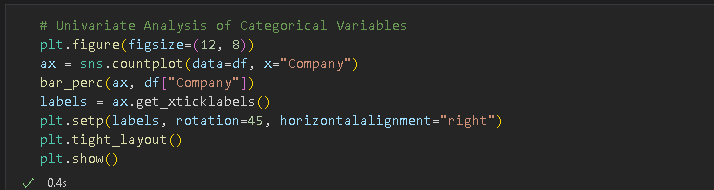 # Univariate Analysis of Categorical Variables
plt.figure(figsize=(12, 8))
ax = sns.countplot(data=df, x="Company")
bar_perc(ax, df["Company"])
labels = ax.get_xticklabels()
plt.setp(labels, rotation=45, horizontalalignment="right")
plt.tight_layout()
plt.show()
✓ 0.4s